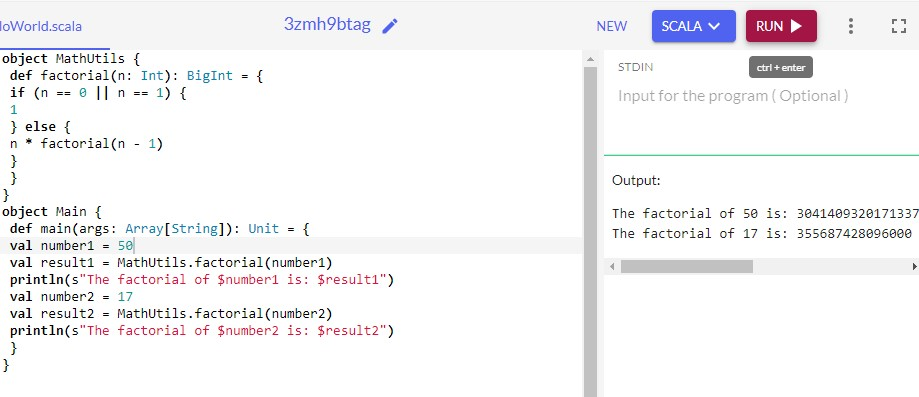 loWorld.scala
3zmh9btag
NEW
SCALA
RUN
ctrl + enter
object MathUtils {
def factorial(n: Int): BigInt = {
if (n == 0 || n == 1) {
1
} else {
n * factorial(n - 1)
}
}
}
object Main {
def main(args: Array[String]): Unit = {
val number1 = 50
val result1 = MathUtils.factorial(number1)
println(s"The factorial of $number1 is: $result1")
val number2 = 17
val result2 = MathUtils.factorial(number2)
println(s"The factorial of $number2 is: $result2")
}
}
STDIN
Input for the program ( Optional )
Output:
The factorial of 50 is: 3041409320171337
The factorial of 17 is: 355687428096000